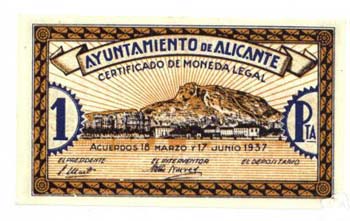 AYUNTAMIENTO DE ALICANTE
CERTIFICADO DE MONEDA LEGAL
1 PTA
ACUERDOS 18 MARZO Y 17 JUNIO 1937
EL PRESIDENTE EL INTERVENTOR EL DEPOSITARIO